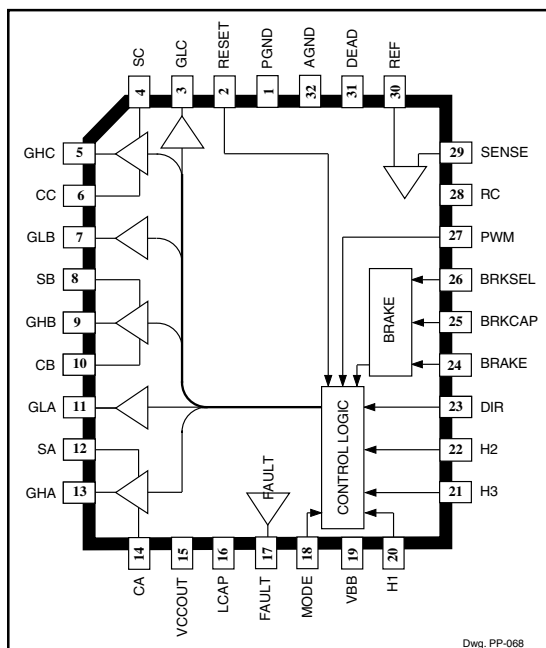 SC
GLC
RESET
PGND
AGND
DEAD
REF
4
3
2
1
32
31
30
GHC 5
CC 6
GLB 7
SB 8
GHB 9
CB 10
GLA 11
SA 12
GHA 13
29 SENSE
28 RC
27 PWM
26 BRKSEL
25 BRKCAP
24 BRAKE
23 DIR
22 H2
21 H3
BRAKE
CONTROL LOGIC
FAULT
14
15
16
17
18
19
20
CA
VCCOUT
LCAP
FAULT
MODE
VBB
H1
Dwg. PP-068